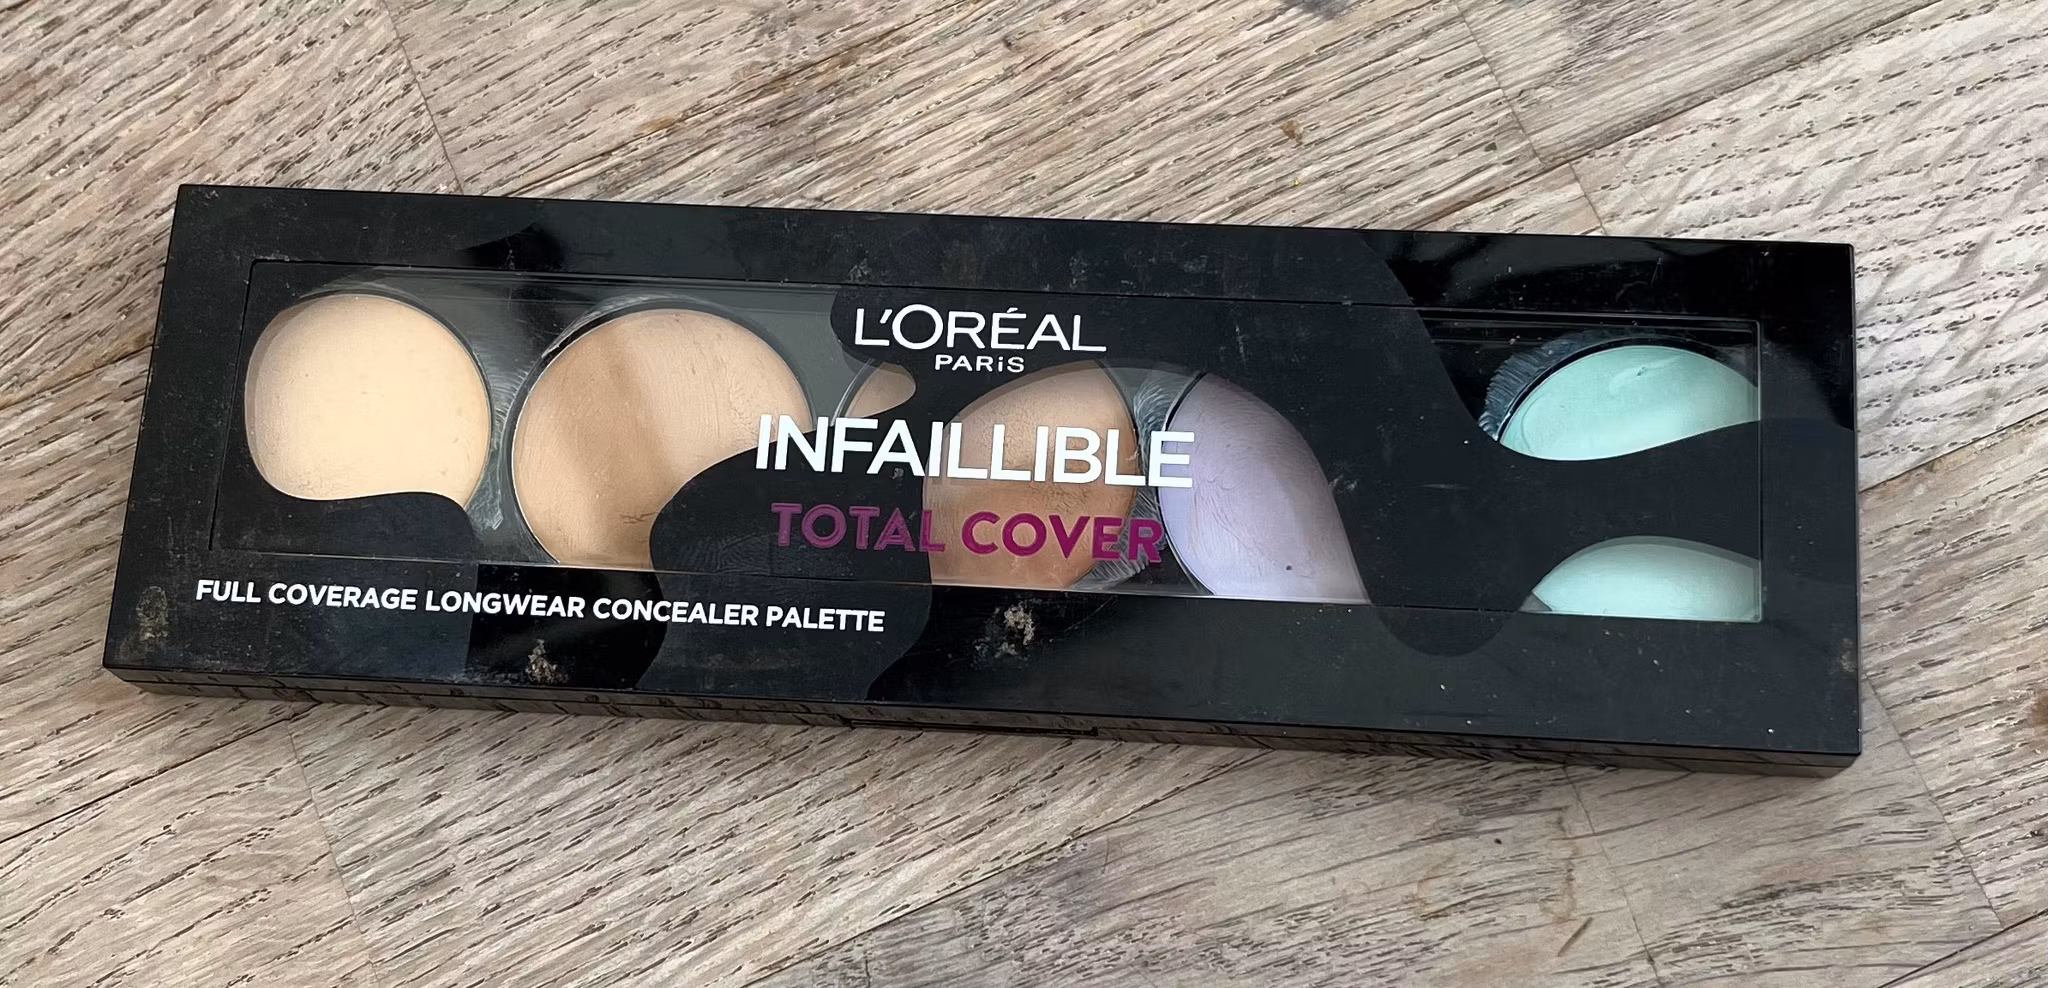 L'ORÉAL
PARiS
INFAILLIBLE
TOTAL COVER
FULL COVERAGE LONGWEAR CONCEALER PALETTE